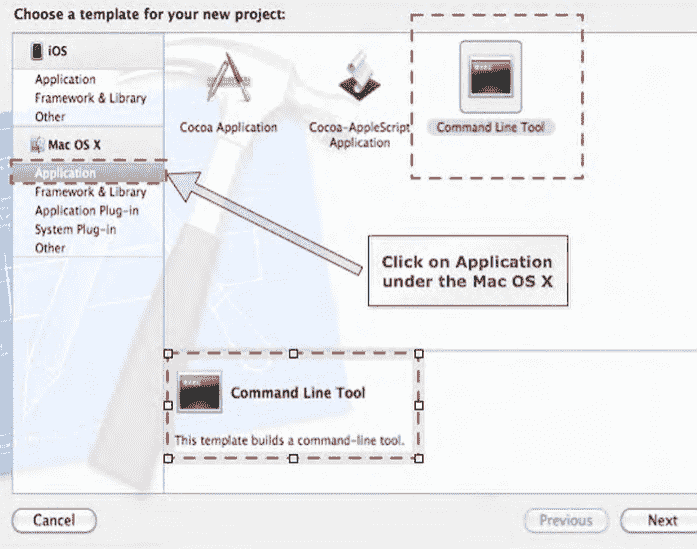 Choose a template for your new project:
iOS
Application
Framework & Library
Other
Mac OS X
Application
Framework & Library
Application Plug-in
System Plug-in
Other
Cocoa Application
Cocoa-AppleScript
Application
Command Line Tool
Click on Application
under the Mac OS X
Command Line Tool
This template builds a command-line tool.
Cancel
Previous
Next